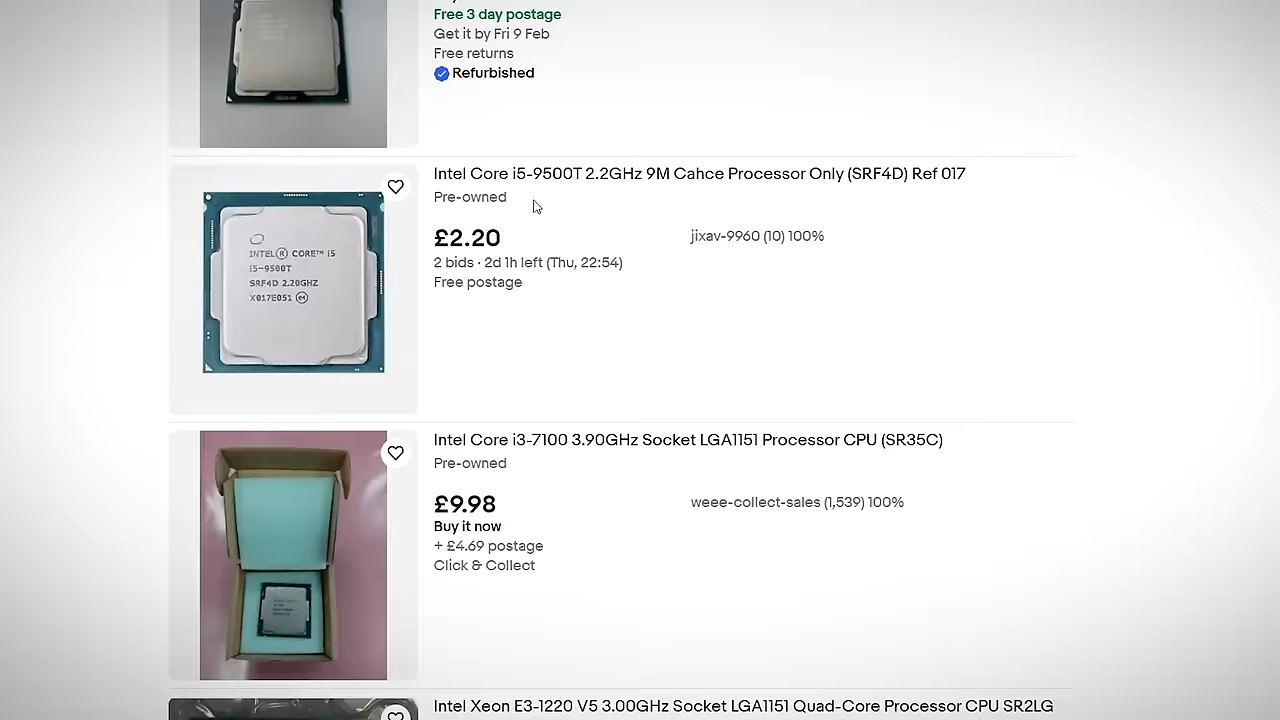 Free 3 day postage
Get it by Fri 9 Feb
Free returns
Refurbished
Intel Core i5-9500T 2.2GHz 9M Cahce Processor Only (SRF4D) Ref 017
Pre-owned
£2.20
jixav-9960 (10) 100%
2 bids · 2d 1h left (Thu, 22:54)
Free postage
INTEL® CORE™ i5
i5-9500T
SRF4D 2.20GHZ
X017E051 e4
Intel Core i3-7100 3.90GHz Socket LGA1151 Processor CPU (SR35C)
Pre-owned
£9.98
weee-collect-sales (1,539) 100%
Buy it now
+ £4.69 postage
Click & Collect
Intel Xeon E3-1220 V5 3.00GHz Socket LGA1151 Quad-Core Processor CPU SR2LG